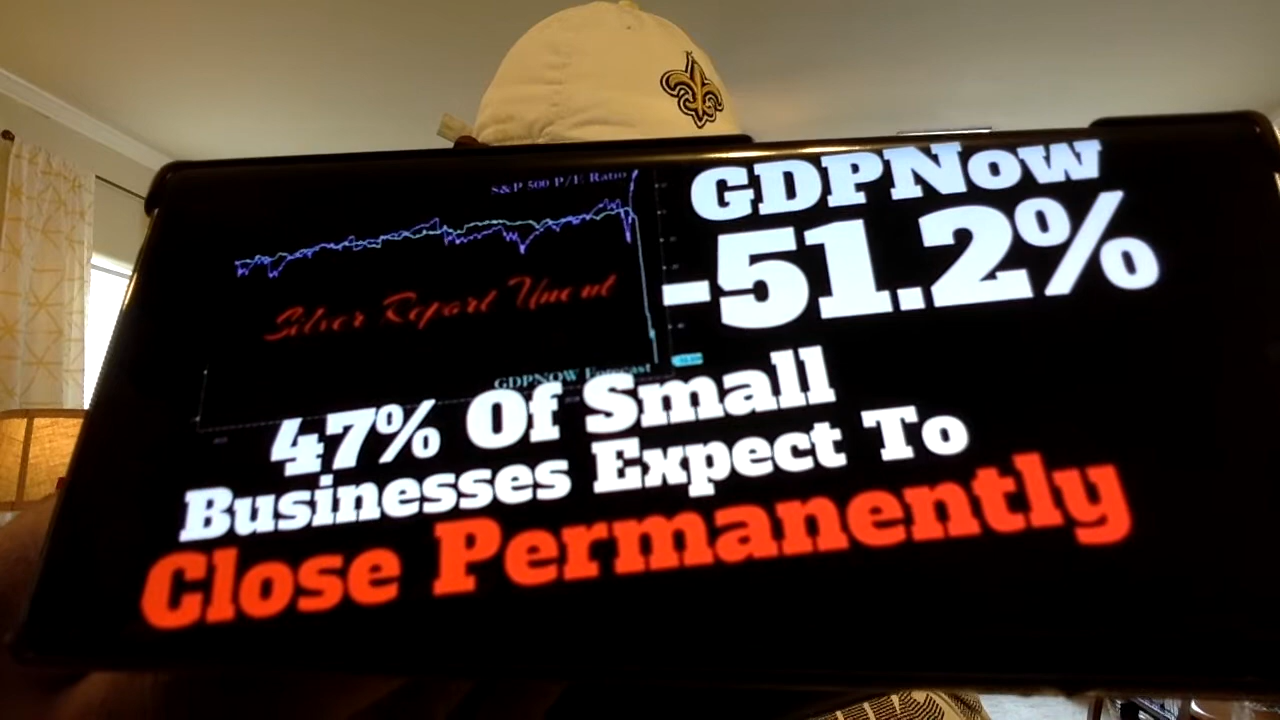 S&P 500 P/E Ratio
GDPNow
-51.2%
Silver Report Uncut
GDPNOW Forecast
47% Of Small
Businesses Expect To
Close Permanently